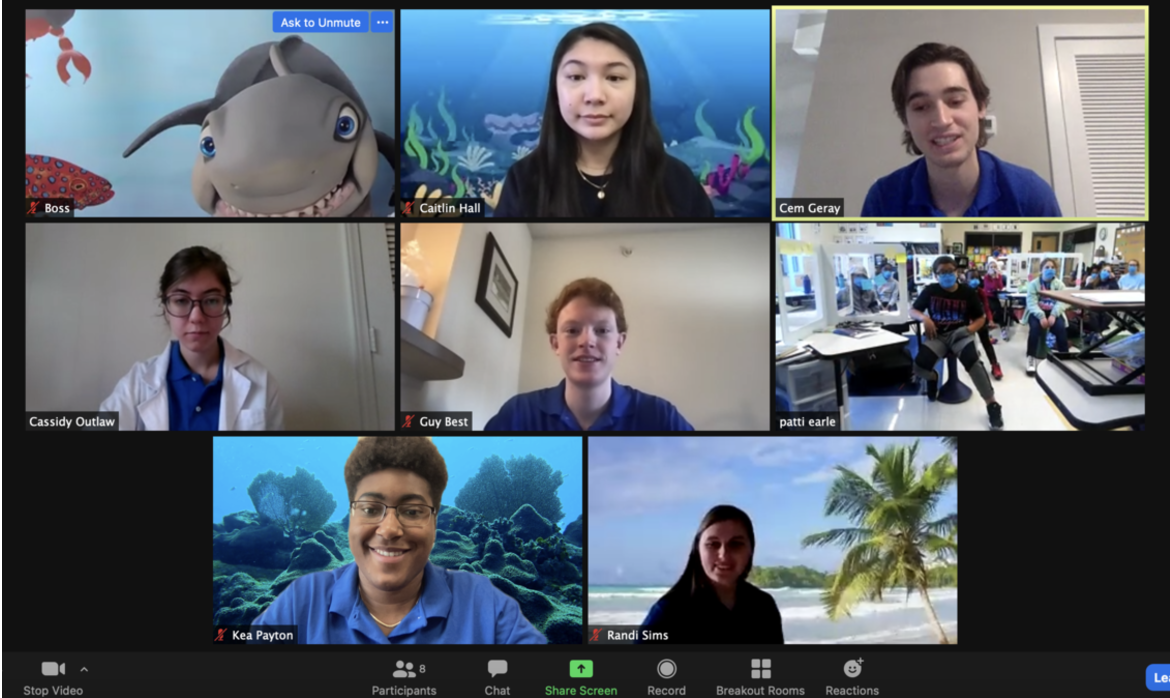 Ask to Unmute
Boss
Caitlin Hall
Cem Geray
Cassidy Outlaw
Guy Best
patti earle
Kea Payton
Randi Sims
Stop Video
Participants 8
Chat
Share Screen
Record
Breakout Rooms
Reactions